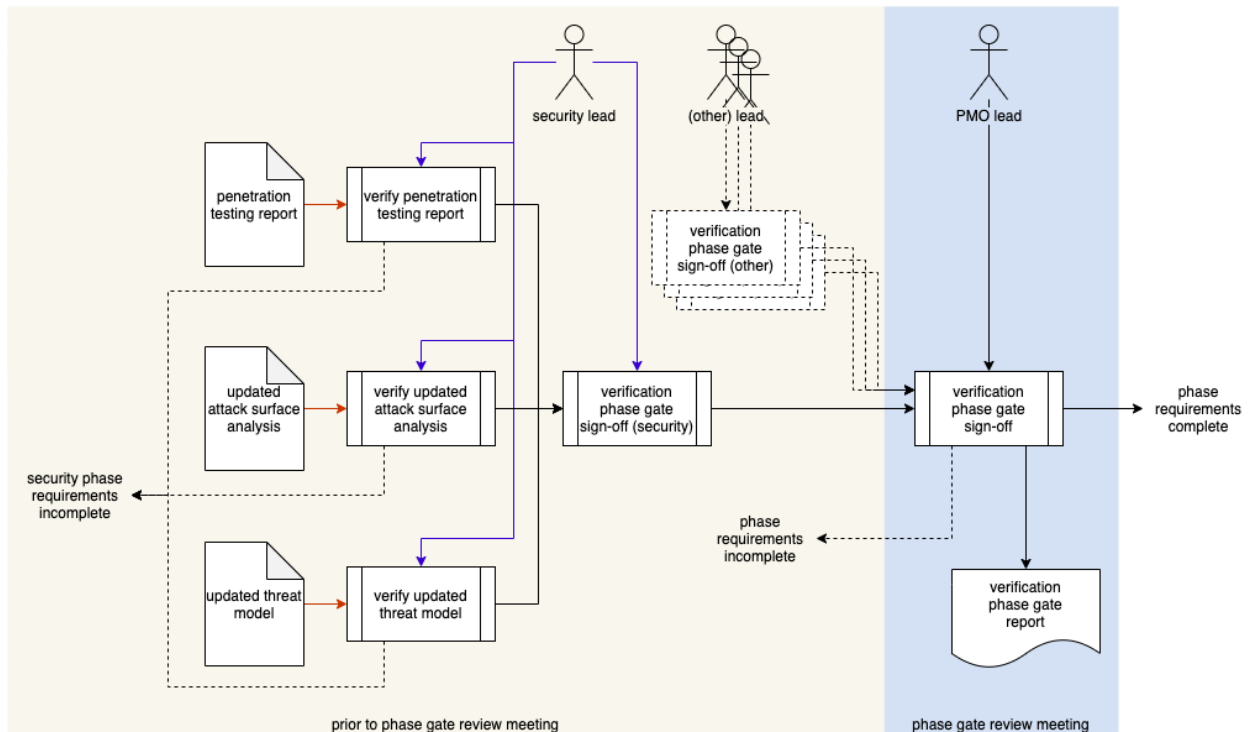 security lead
(other) lead
PMO lead
penetration
testing report
verify penetration
testing report
verification
phase gate
sign-off (other)
updated
attack surface
analysis
verify updated
attack surface
analysis
verification
phase gate
sign-off (security)
verification
phase gate
sign-off
phase
requirements
complete
security phase
requirements
incomplete
phase
requirements
incomplete
updated threat
model
verify updated
threat model
verification
phase gate
report
prior to phase gate review meeting
phase gate review meeting